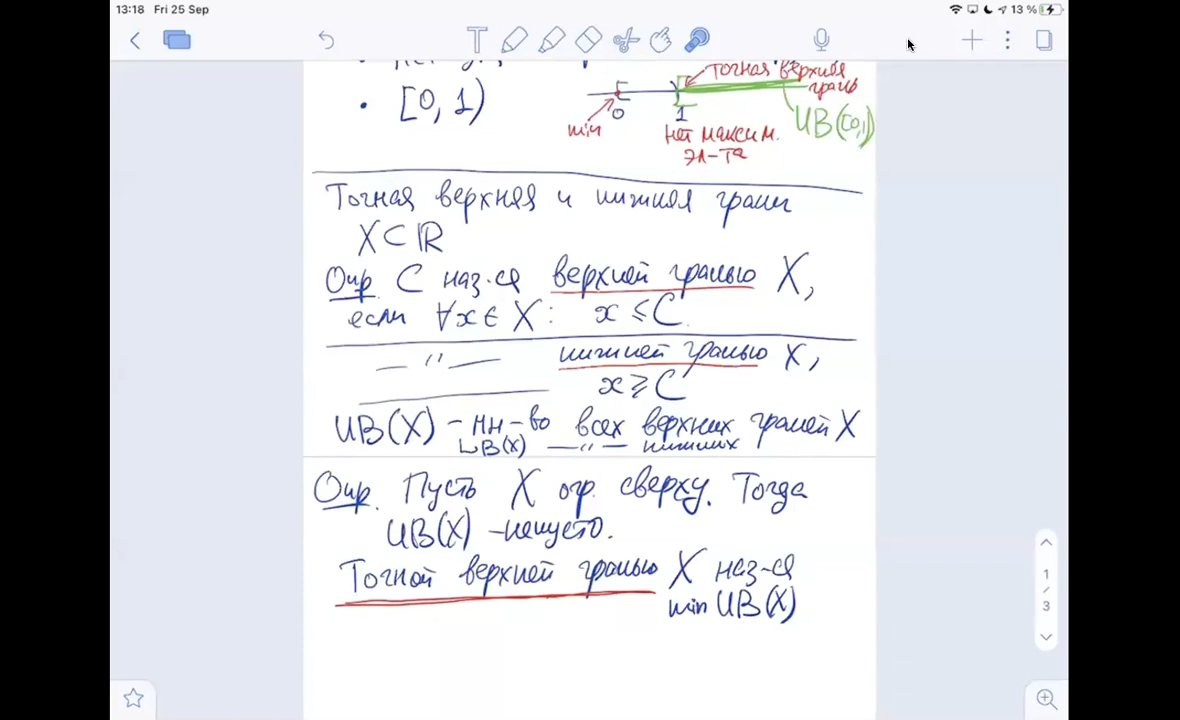 13:18 Fri 25 Sep
13 %
• [0, 1)
точная верхняя
грань
min
0
1
UB([0,1)
нет максим.
эл-та
Точная верхняя и нижняя грани
X ⊂ ℝ
Опр. C наз-ся верхней гранью X,
если ∀x ∈ X : x ≤ C.
— " — нижней гранью X,
x ≥ C
UB(X) - мн-во всех верхних граней X
LB(X) — " — нижних
Опр. Пусть X огр. сверху. Тогда
UB(X) - непусто.
Точной верхней гранью X наз-ся
min UB(X)
1
/
3